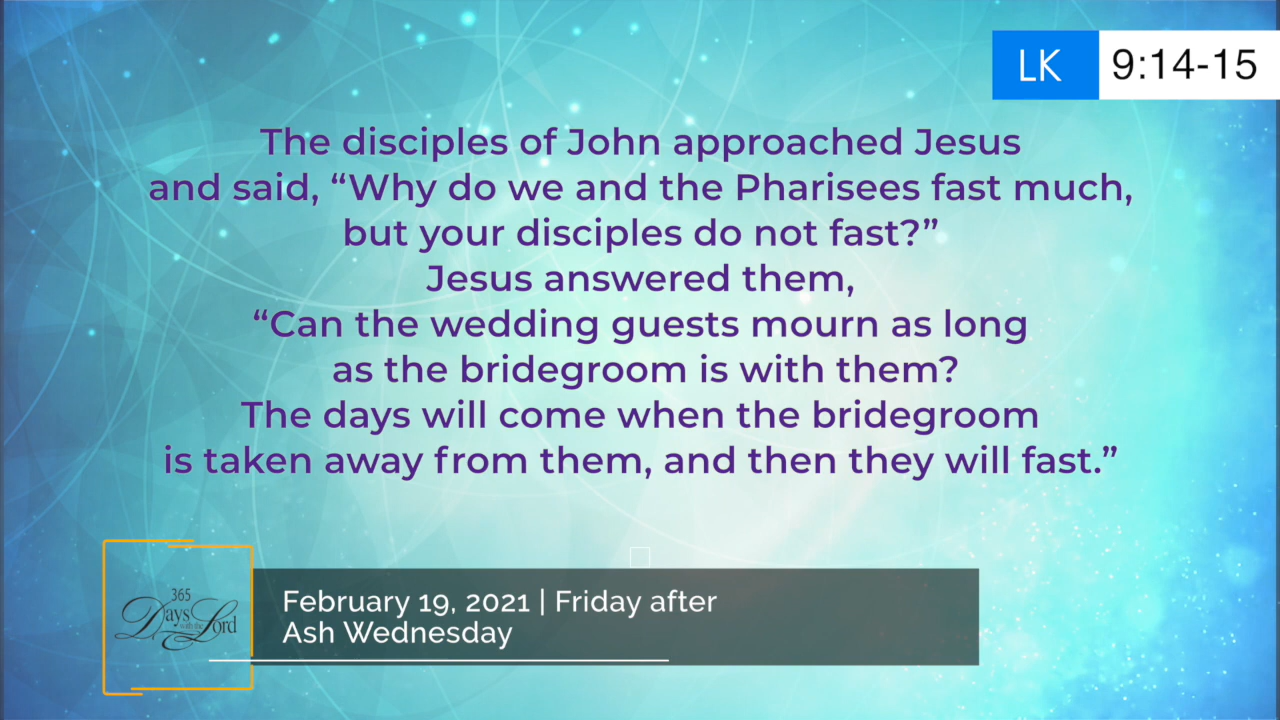 LK 9:14-15
The disciples of John approached Jesus
and said, “Why do we and the Pharisees fast much,
but your disciples do not fast?”
Jesus answered them,
“Can the wedding guests mourn as long
as the bridegroom is with them?
The days will come when the bridegroom
is taken away from them, and then they will fast.”
365
Days with the Lord
February 19, 2021 | Friday after
Ash Wednesday